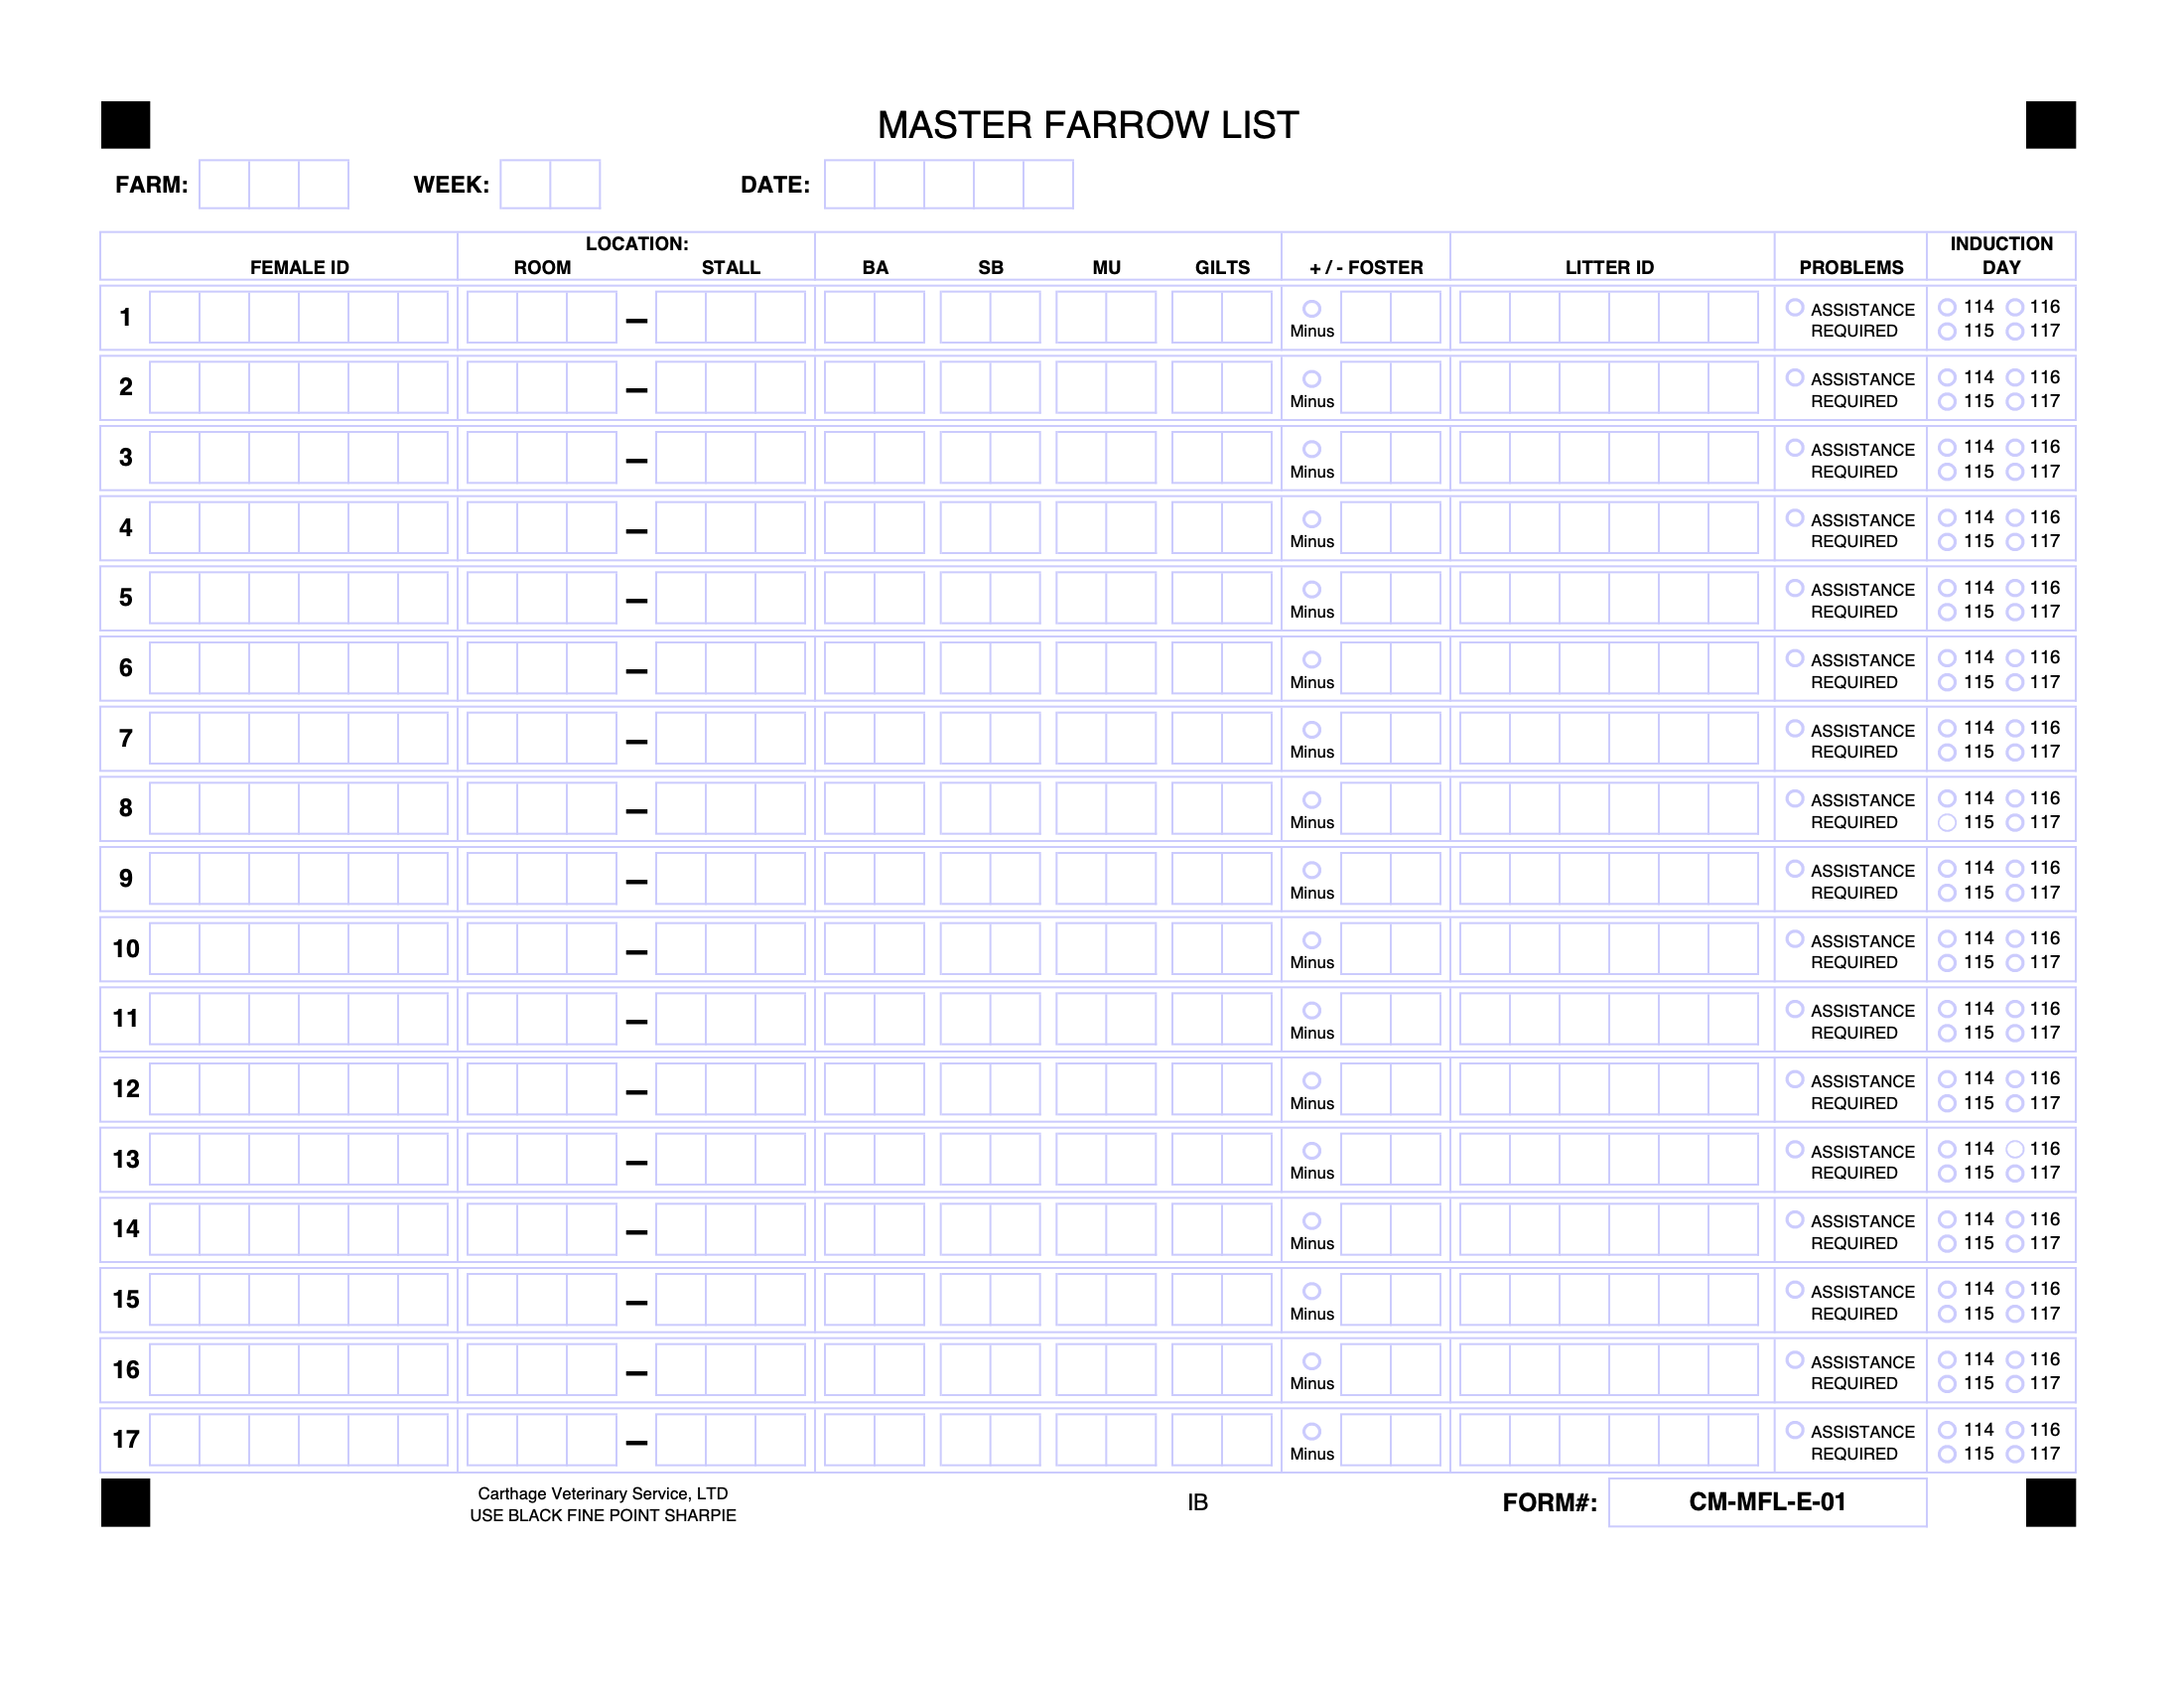 MASTER FARROW LIST
FARM: WEEK: DATE:
LOCATION: INDUCTION
FEMALE ID ROOM STALL BA SB MU GILTS + / - FOSTER LITTER ID PROBLEMS DAY
1 – Minus ASSISTANCE REQUIRED 114 116 115 117
2 – Minus ASSISTANCE REQUIRED 114 116 115 117
3 – Minus ASSISTANCE REQUIRED 114 116 115 117
4 – Minus ASSISTANCE REQUIRED 114 116 115 117
5 – Minus ASSISTANCE REQUIRED 114 116 115 117
6 – Minus ASSISTANCE REQUIRED 114 116 115 117
7 – Minus ASSISTANCE REQUIRED 114 116 115 117
8 – Minus ASSISTANCE REQUIRED 114 116 115 117
9 – Minus ASSISTANCE REQUIRED 114 116 115 117
10 – Minus ASSISTANCE REQUIRED 114 116 115 117
11 – Minus ASSISTANCE REQUIRED 114 116 115 117
12 – Minus ASSISTANCE REQUIRED 114 116 115 117
13 – Minus ASSISTANCE REQUIRED 114 116 115 117
14 – Minus ASSISTANCE REQUIRED 114 116 115 117
15 – Minus ASSISTANCE REQUIRED 114 116 115 117
16 – Minus ASSISTANCE REQUIRED 114 116 115 117
17 – Minus ASSISTANCE REQUIRED 114 116 115 117
Carthage Veterinary Service, LTD
USE BLACK FINE POINT SHARPIE
IB
FORM#: CM-MFL-E-01